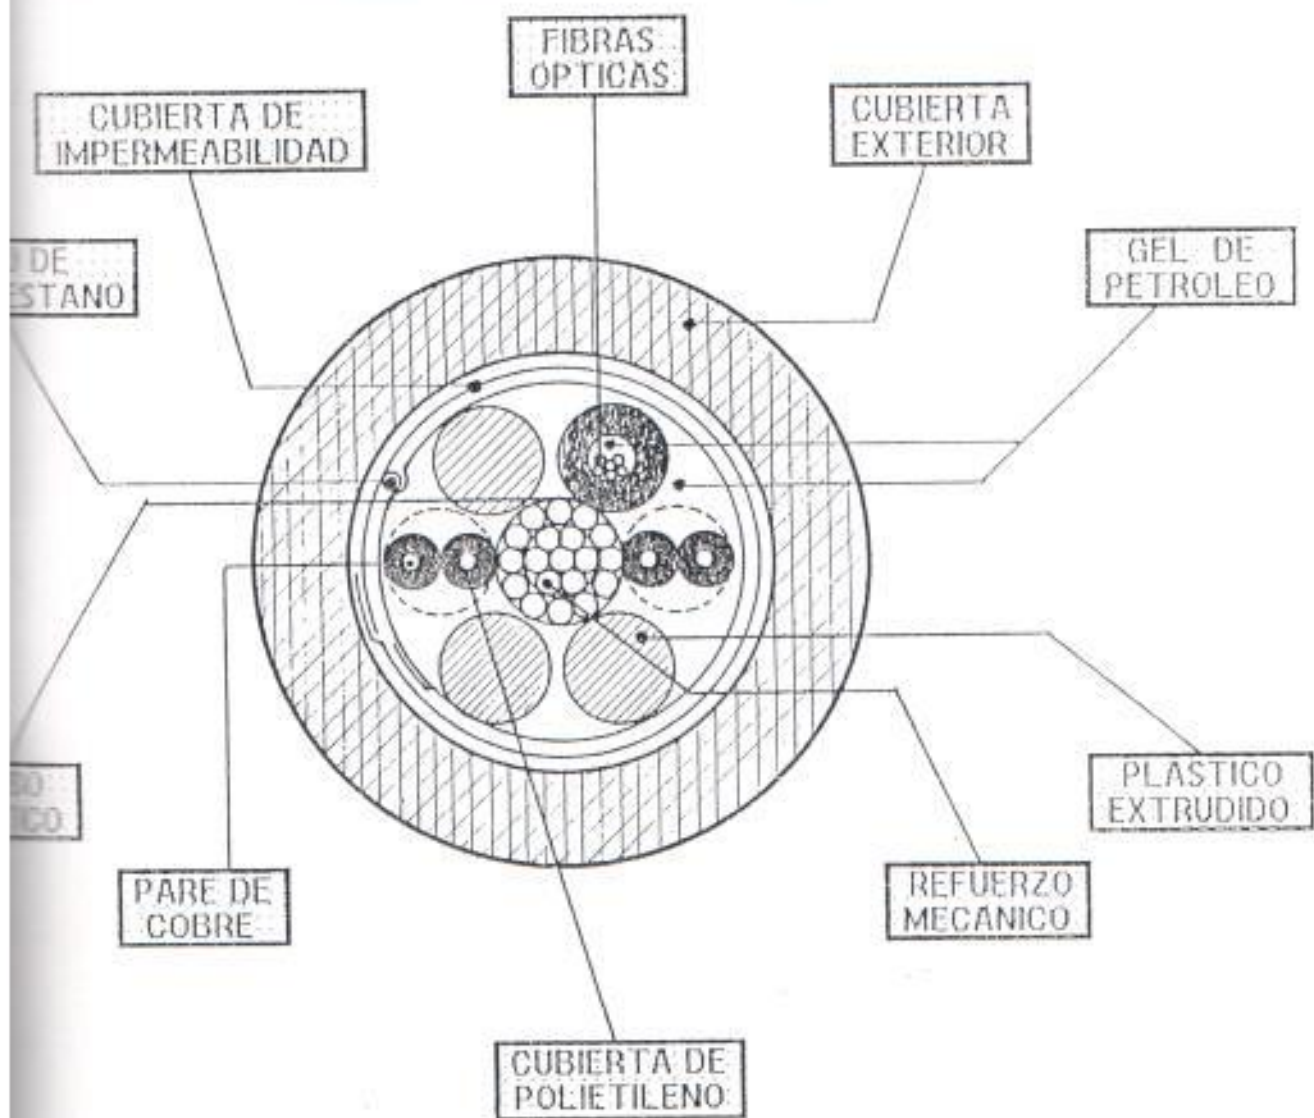 FIBRAS
OPTICAS
CUBIERTA DE
IMPERMEABILIDAD
CUBIERTA
EXTERIOR
DE
ESTANO
GEL DE
PETROLEO
PLASTICO
EXTRUDIDO
PARE DE
COBRE
REFUERZO
MECANICO
CUBIERTA DE
POLIETILENO